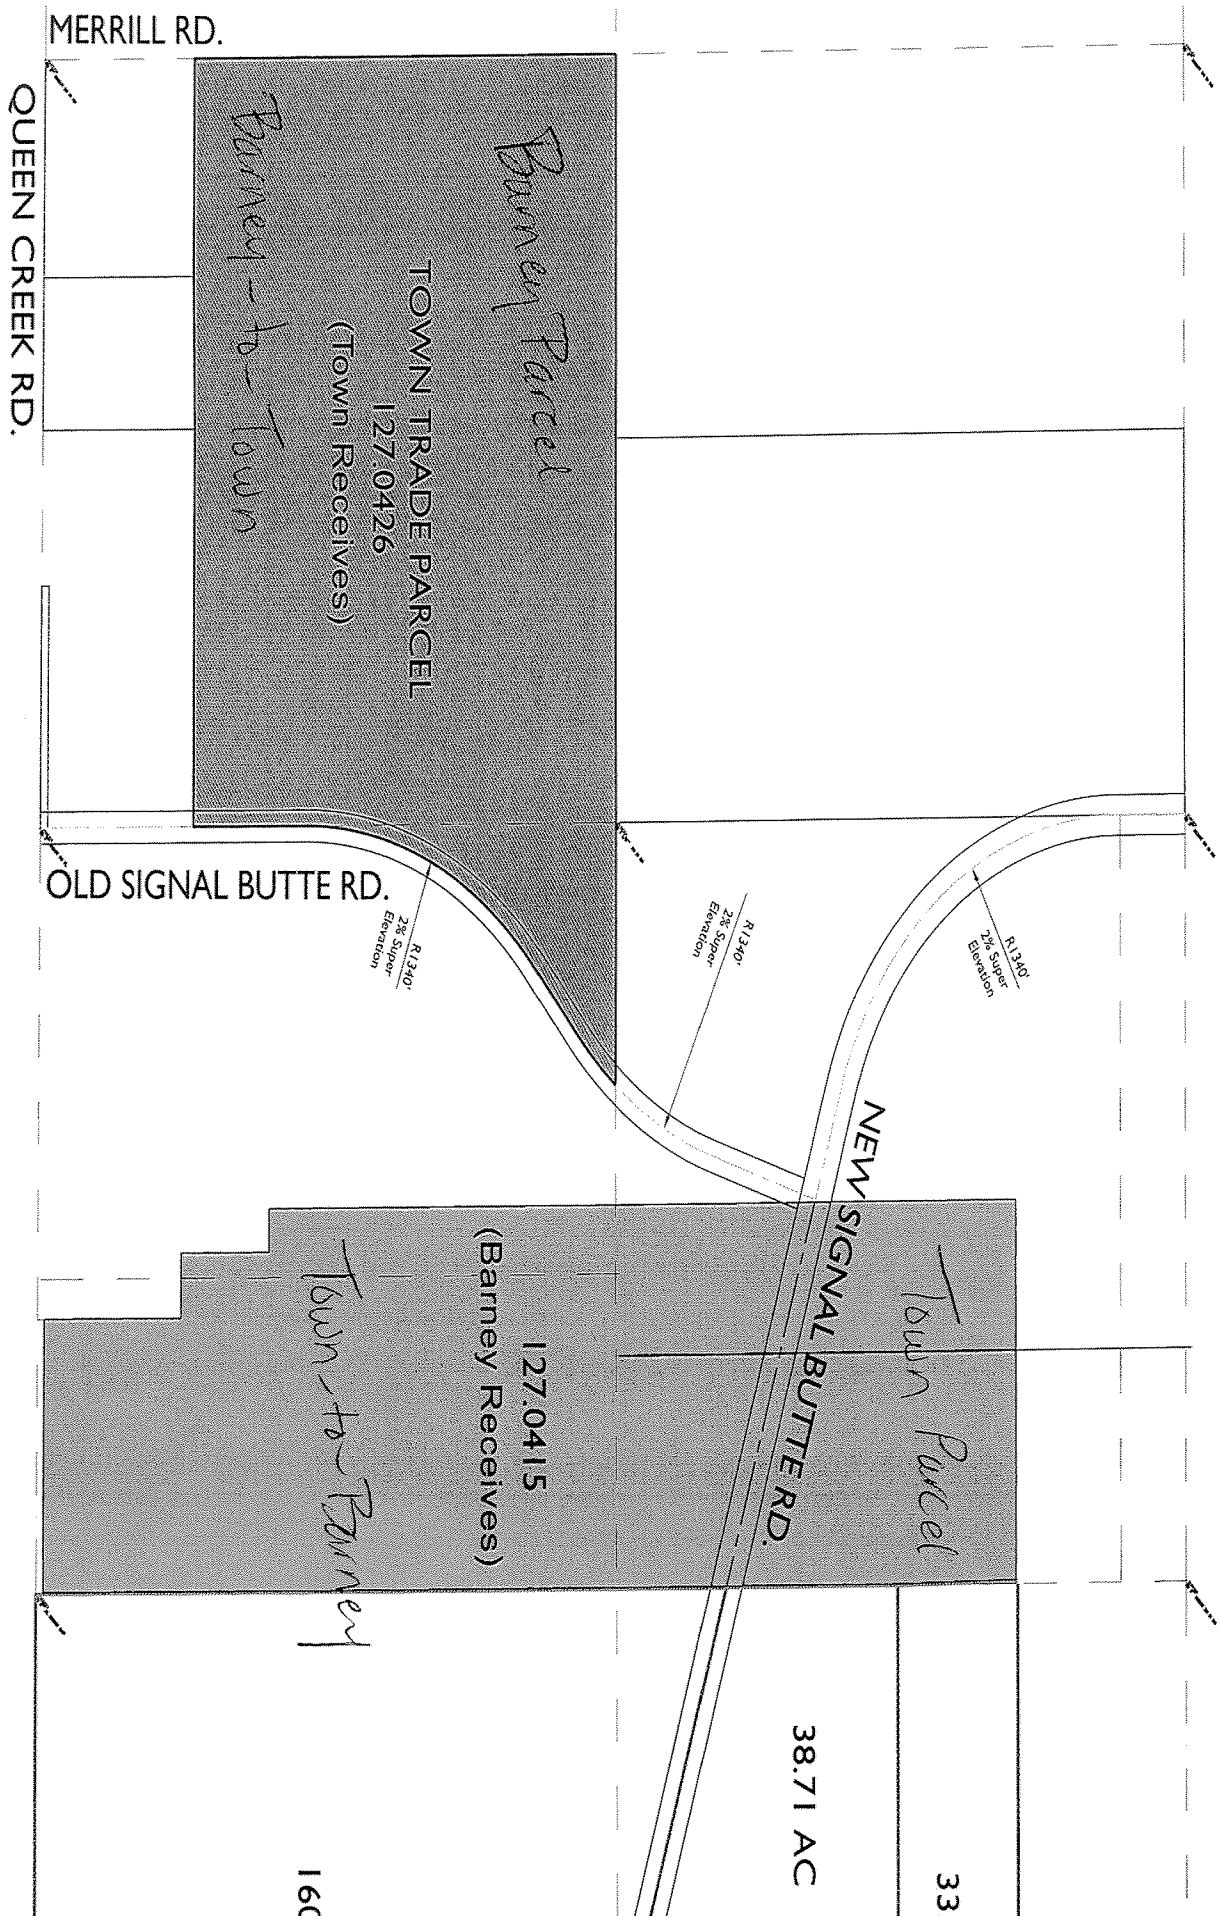 MERRILL RD.
QUEEN CREEK RD.
Barney Parcel
TOWN TRADE PARCEL
127.0426
(Town Receives)
Barney-to-Town
OLD SIGNAL BUTTE RD.
R1340'
2% Super
Elevation
R1340'
2% Super
Elevation
R1340'
2% Super
Elevation
NEW SIGNAL BUTTE RD.
Town Parcel
127.0415
(Barney Receives)
Town-to-Barney
38.71 AC
33
160